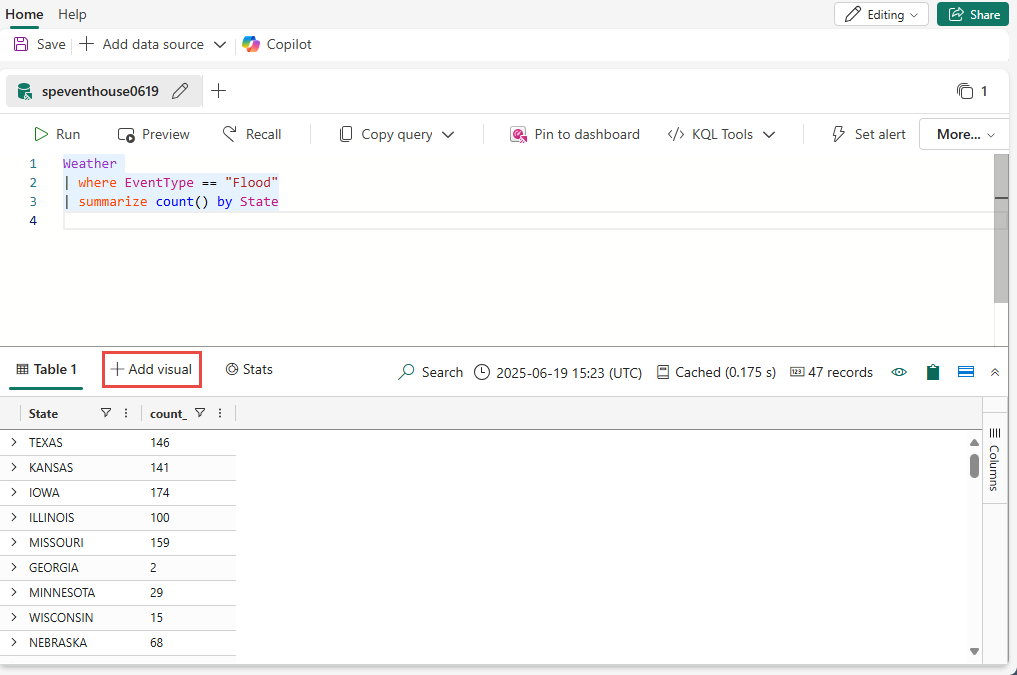 Home Help Editing Share
Save Add data source Copilot
speventhouse0619 1
Run Preview Recall Copy query Pin to dashboard </> KQL Tools Set alert More...
1 Weather
2 | where EventType == "Flood"
3 | summarize count() by State
4
Table 1 Add visual Stats Search 2025-06-19 15:23 (UTC) Cached (0.175 s) 123 47 records
State count_
TEXAS 146
KANSAS 141
IOWA 174
ILLINOIS 100
MISSOURI 159
GEORGIA 2
MINNESOTA 29
WISCONSIN 15
NEBRASKA 68
Columns